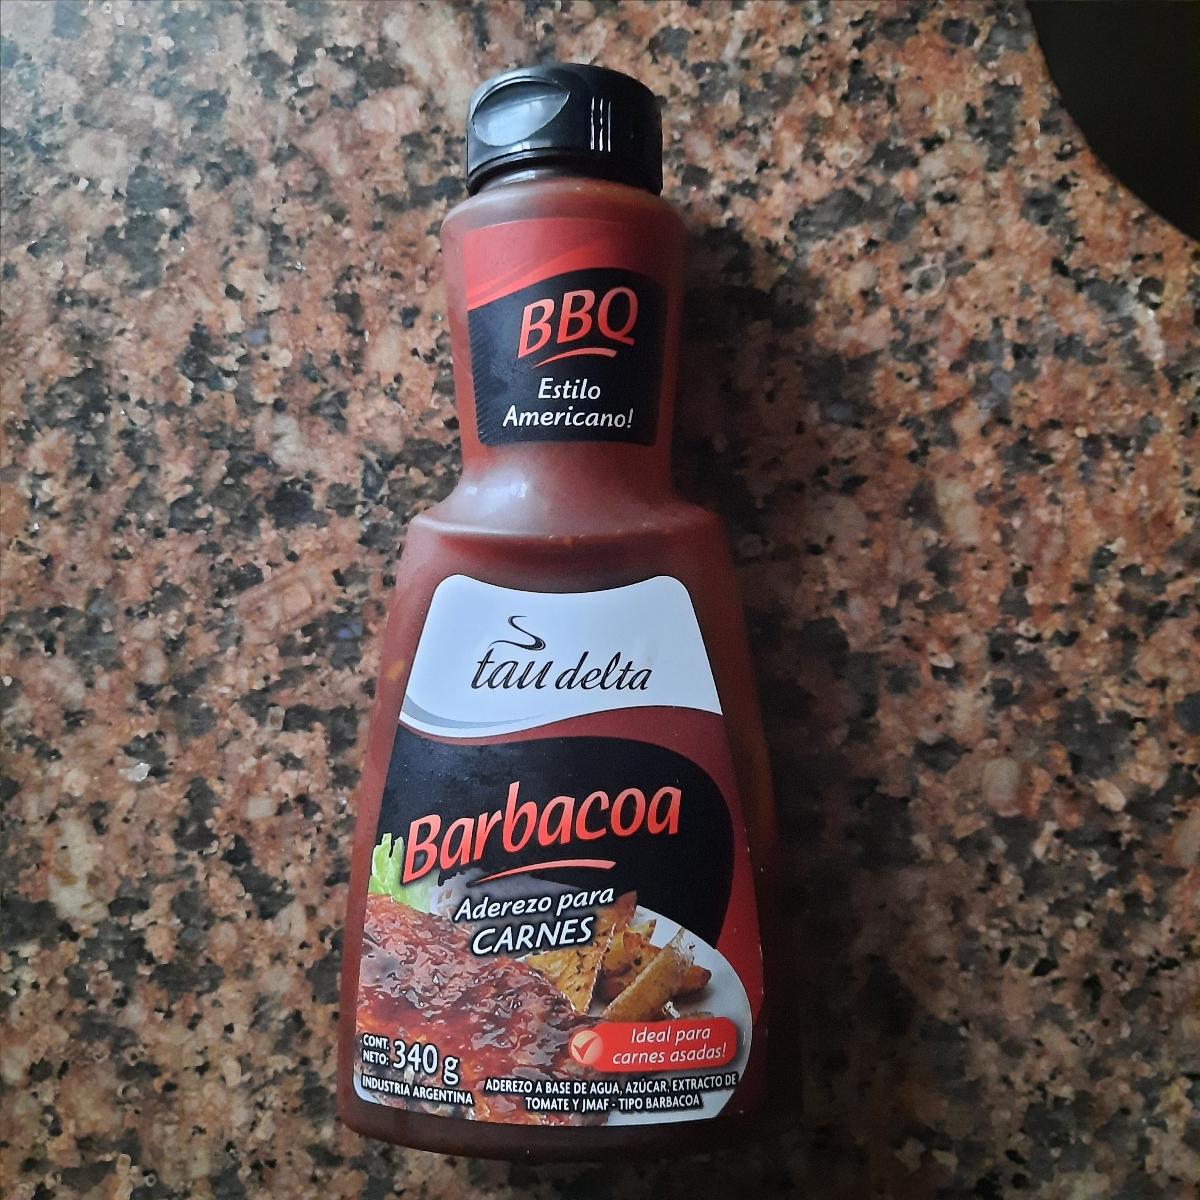 BBQ
Estilo
Americano!
tau delta
Barbacoa
Aderezo para
CARNES
Ideal para
carnes asadas!
CONT.
NETO: 340 g
INDUSTRIA ARGENTINA
ADEREZO A BASE DE AGUA, AZÚCAR, EXTRACTO DE
TOMATE Y JMAF - TIPO BARBACOA